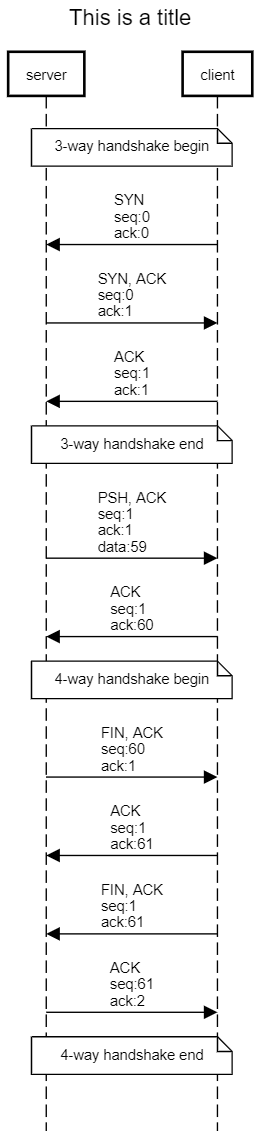 This is a title
server
client
3-way handshake begin
SYN
seq:0
ack:0
SYN, ACK
seq:0
ack:1
ACK
seq:1
ack:1
3-way handshake end
PSH, ACK
seq:1
ack:1
data:59
ACK
seq:1
ack:60
4-way handshake begin
FIN, ACK
seq:60
ack:1
ACK
seq:1
ack:61
FIN, ACK
seq:1
ack:61
ACK
seq:61
ack:2
4-way handshake end